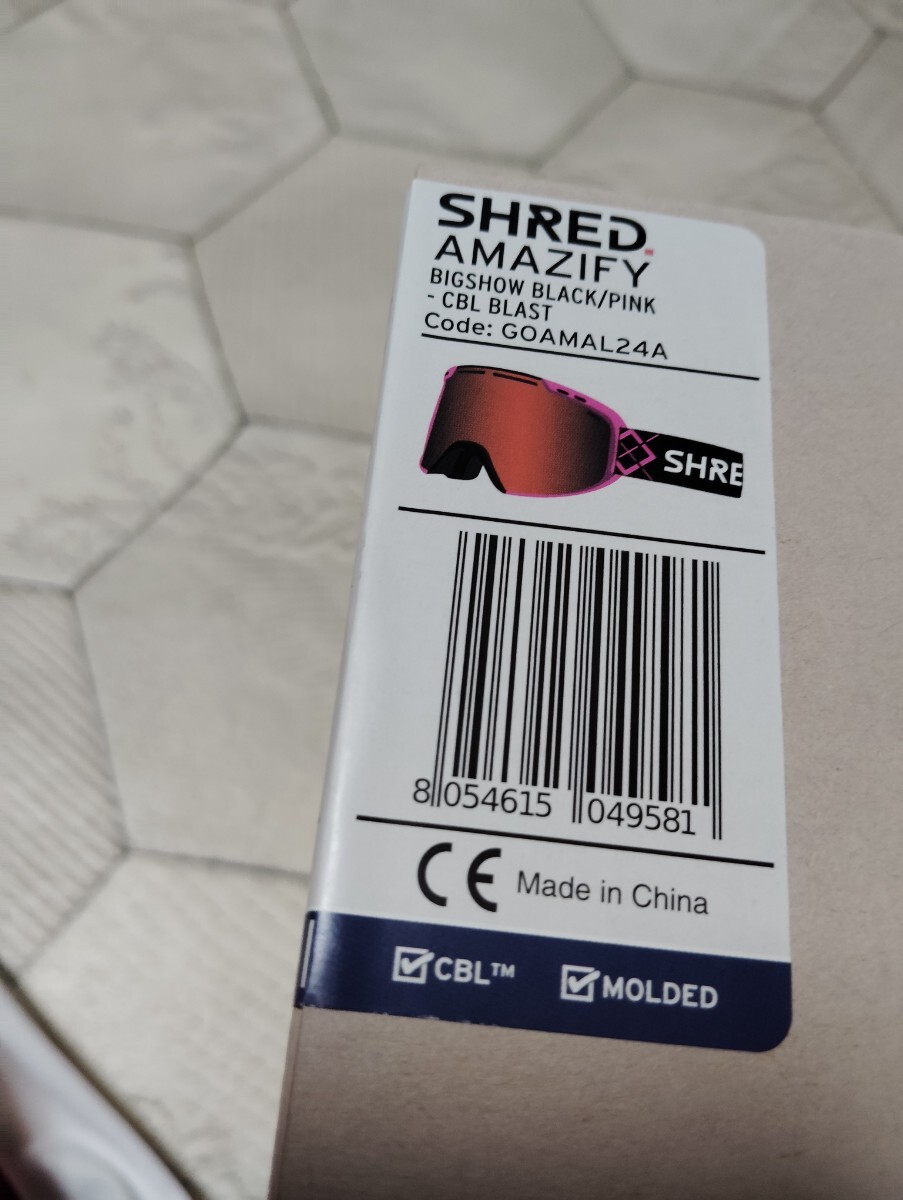 SHRED.
AMAZIFY
BIGSHOW BLACK/PINK
- CBL BLAST
Code: GOAMAL24A
SHRE
8 054615 049581
CE Made in China
CBL™ MOLDED